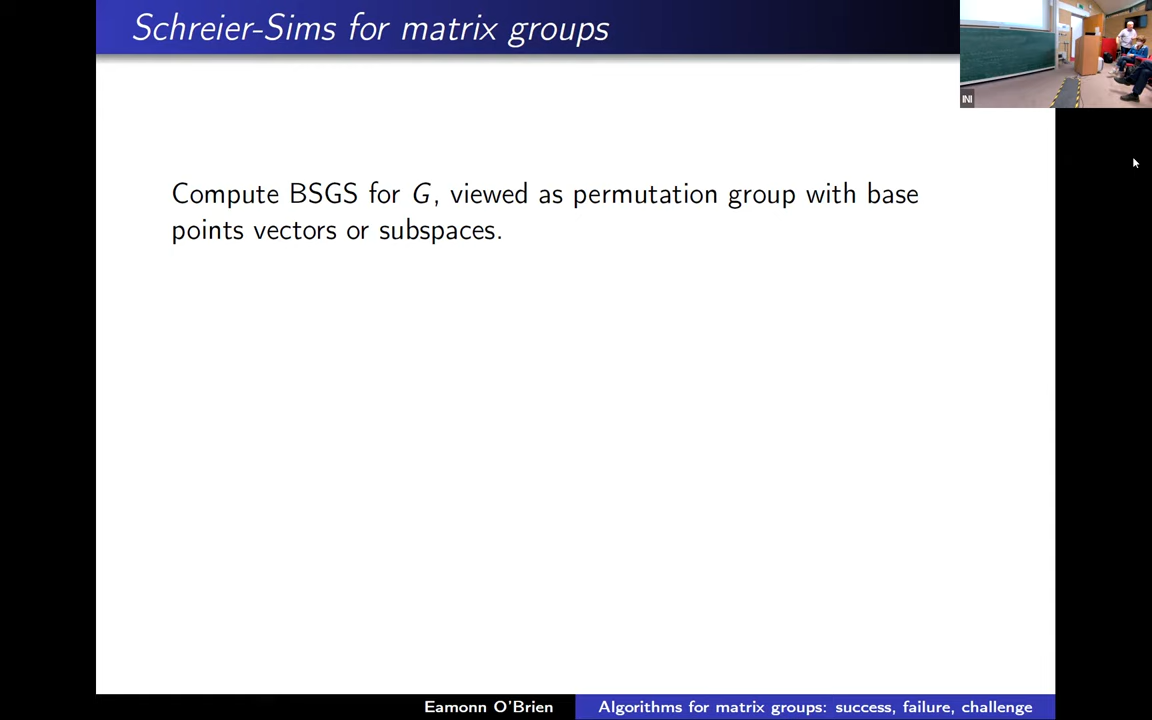 Schreier-Sims for matrix groups
INI
Compute BSGS for G, viewed as permutation group with base
points vectors or subspaces.
Eamonn O'Brien
Algorithms for matrix groups: success, failure, challenge